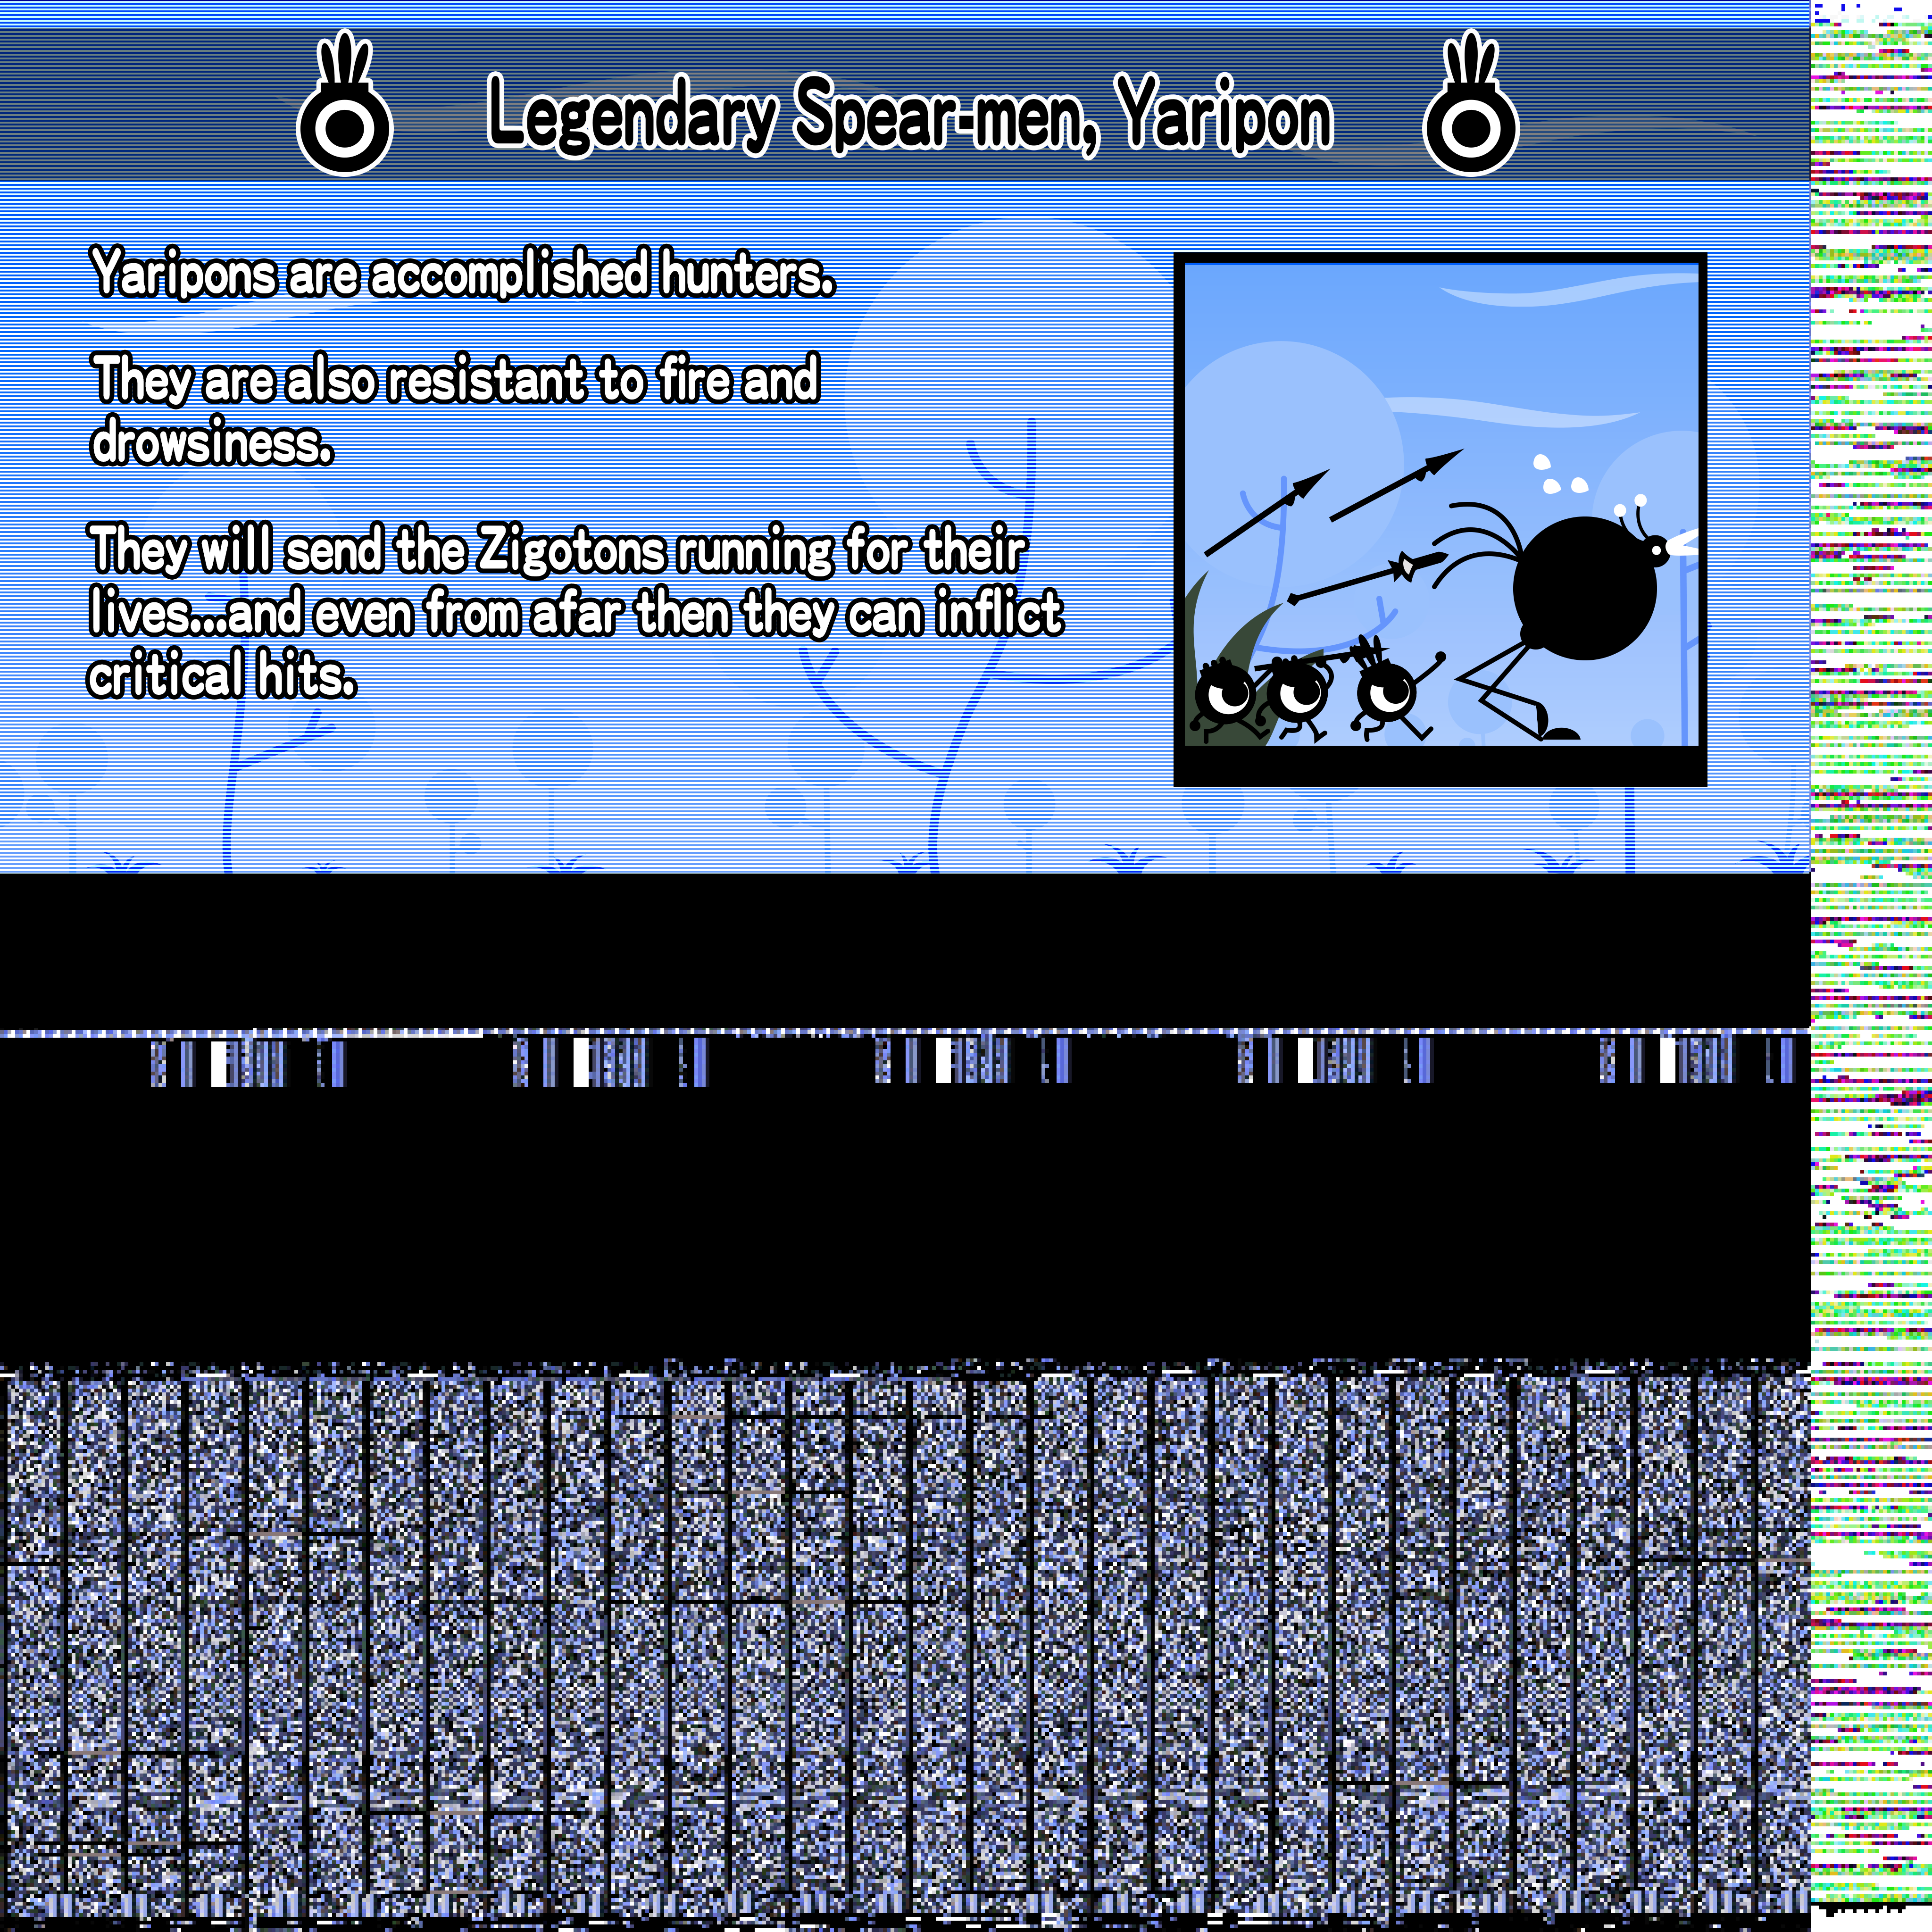 Legendary Spear-men, Yaripon
Yaripons are accomplished hunters.
They are also resistant to fire and
drowsiness.
They will send the Zigotons running for their
lives...and even from afar then they can inflict
critical hits.